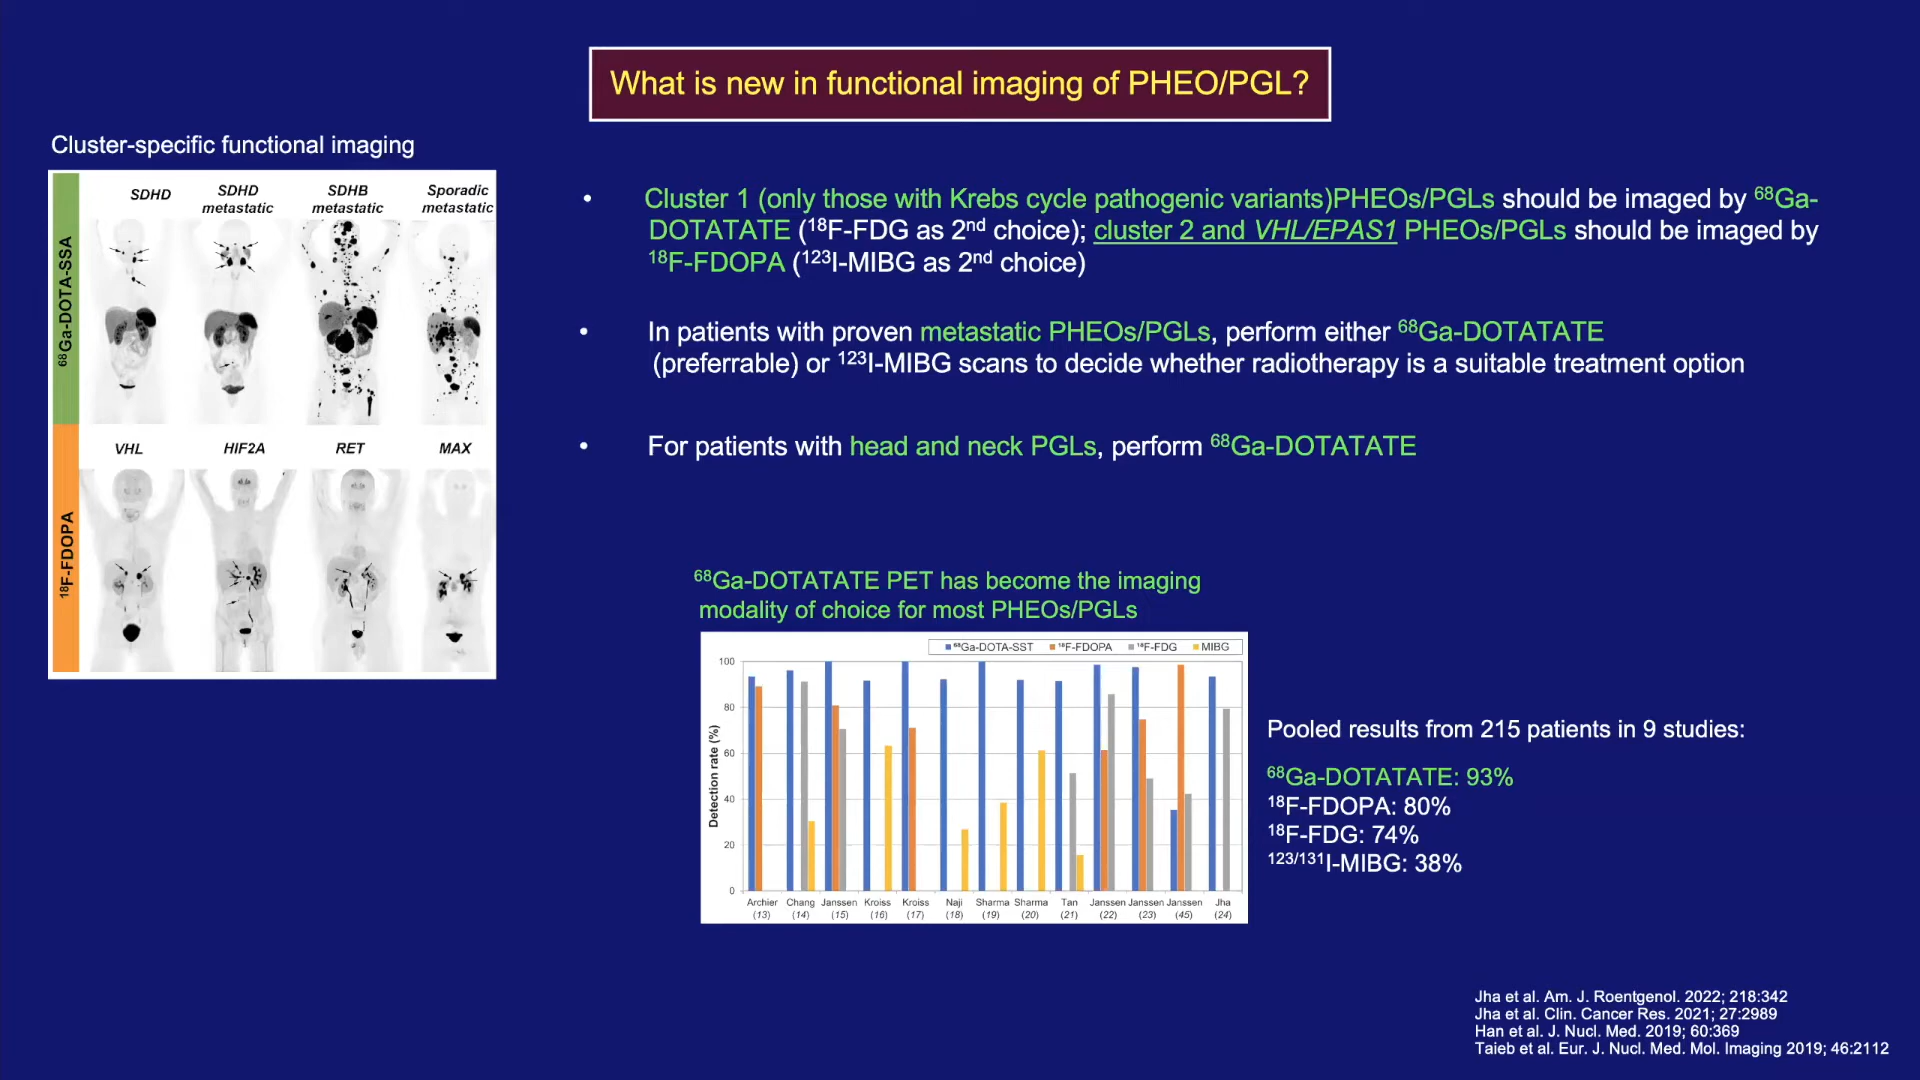 What is new in functional imaging of PHEO/PGL?
Cluster-specific functional imaging
SDHD
SDHD metastatic
SDHB metastatic
Sporadic metastatic
⁶⁸Ga-DOTA-SSA
VHL
HIF2A
RET
MAX
¹⁸F-FDOPA
• Cluster 1 (only those with Krebs cycle pathogenic variants)PHEOs/PGLs should be imaged by ⁶⁸Ga-
DOTATATE (¹⁸F-FDG as 2ⁿᵈ choice); cluster 2 and VHL/EPAS1 PHEOs/PGLs should be imaged by
¹⁸F-FDOPA (¹²³I-MIBG as 2ⁿᵈ choice)
• In patients with proven metastatic PHEOs/PGLs, perform either ⁶⁸Ga-DOTATATE
(preferrable) or ¹²³I-MIBG scans to decide whether radiotherapy is a suitable treatment option
• For patients with head and neck PGLs, perform ⁶⁸Ga-DOTATATE
⁶⁸Ga-DOTATATE PET has become the imaging
modality of choice for most PHEOs/PGLs
⁶⁸Ga-DOTA-SST ¹⁸F-FDOPA ¹⁸F-FDG MIBG
Detection rate (%)
100
80
60
40
20
0
Archier (13)
Chang (14)
Janssen (15)
Kroiss (16)
Kroiss (17)
Naji (18)
Sharma (19)
Sharma (20)
Tan (21)
Janssen (22)
Janssen (23)
Janssen (45)
Jha (24)
Pooled results from 215 patients in 9 studies:
⁶⁸Ga-DOTATATE: 93%
¹⁸F-FDOPA: 80%
¹⁸F-FDG: 74%
¹²³/¹³¹I-MIBG: 38%
Jha et al. Am. J. Roentgenol. 2022; 218:342
Jha et al. Clin. Cancer Res. 2021; 27:2989
Han et al. J. Nucl. Med. 2019; 60:369
Taieb et al. Eur. J. Nucl. Med. Mol. Imaging 2019; 46:2112